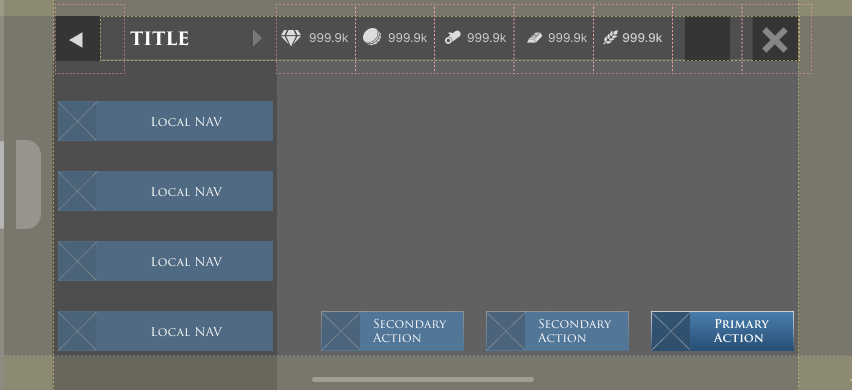 TITLE
999.9k 999.9k 999.9k 999.9k 999.9k
Local NAV
Local NAV
Local NAV
Local NAV
Secondary
Action
Secondary
Action
Primary
Action